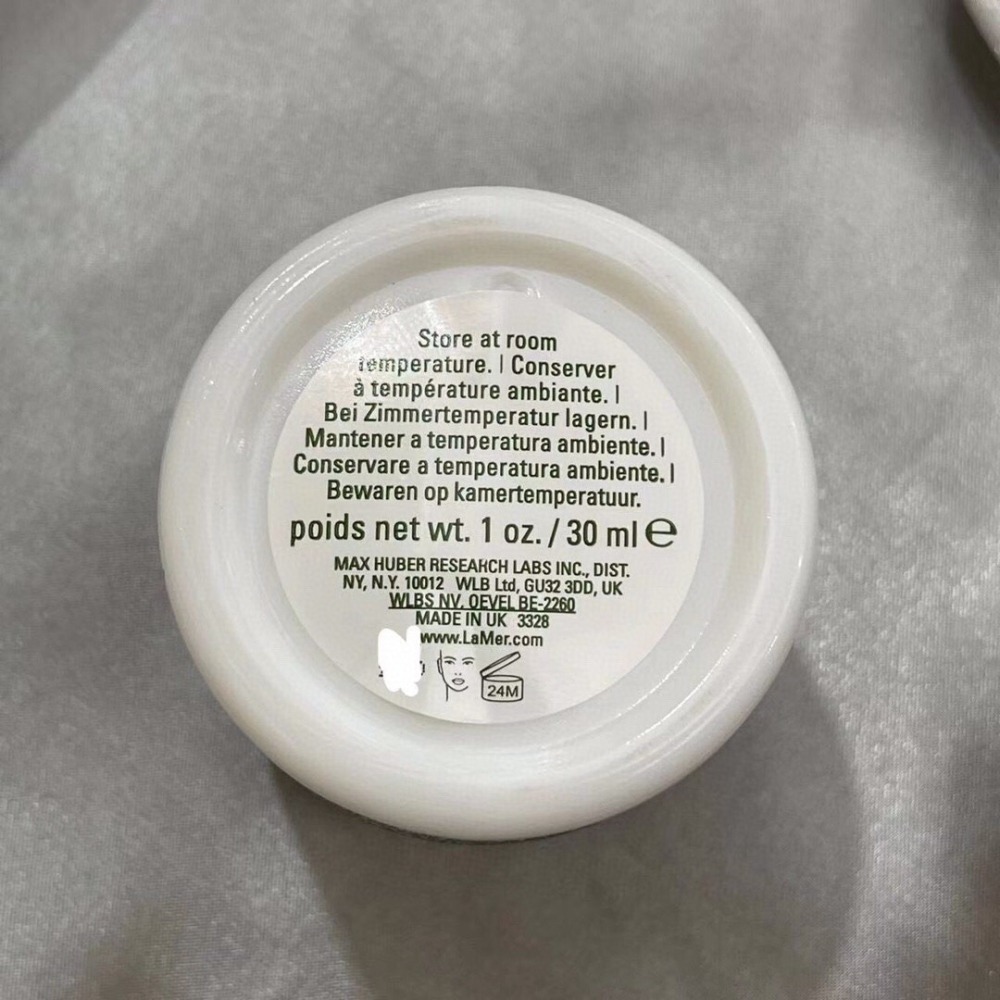 Store at room
temperature. | Conserver
à température ambiante. |
Bei Zimmertemperatur lagern. |
Mantener a temperatura ambiente. |
Conservare a temperatura ambiente. |
Bewaren op kamertemperatuur.
poids net wt. 1 oz. / 30 ml ℮
MAX HUBER RESEARCH LABS INC., DIST.
NY, N.Y. 10012 WLB Ltd, GU32 3DD, UK
WLBS NV. OEVEL BE-2260
MADE IN UK 3328
www.LaMer.com
24M